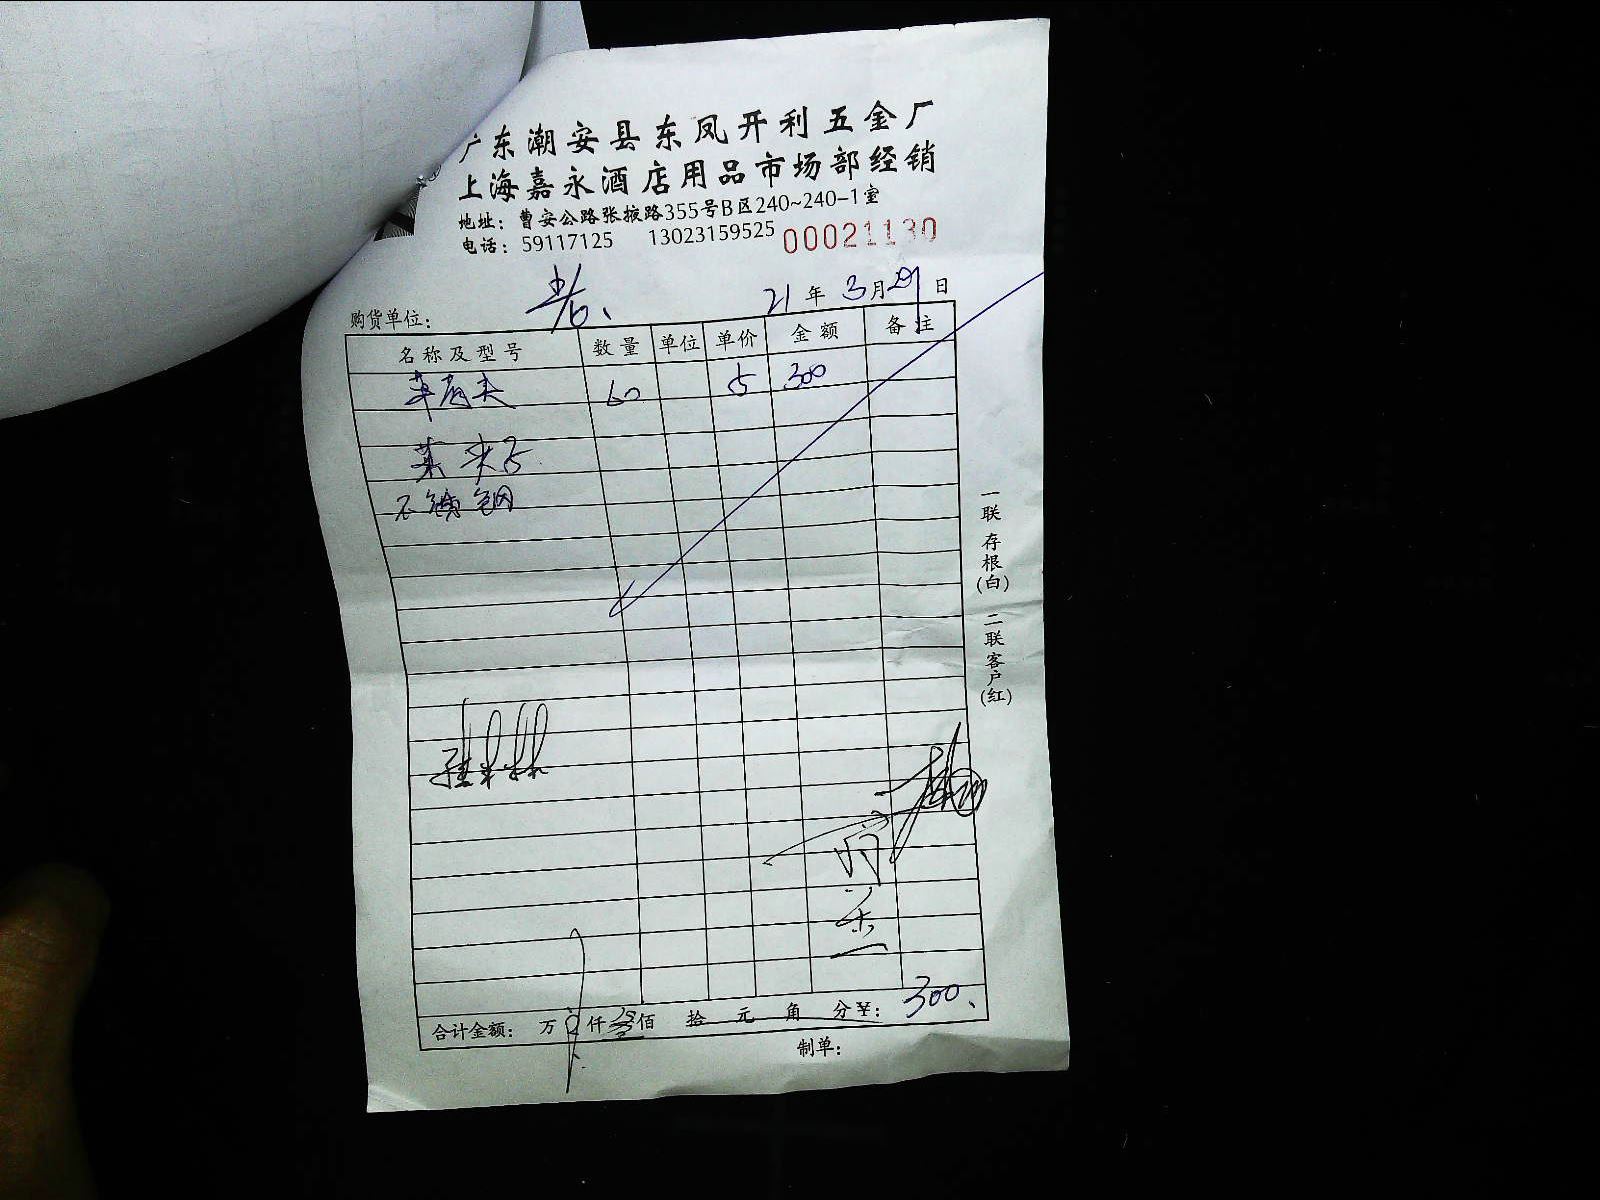 广东潮安县东凤开利五金厂
上海嘉永酒店用品市场部经销
地址：曹安公路张掖路355号B区240~240-1室
电话：59117125 13023159525 00021130
购货单位： 21年3月29日
名称及型号 数量 单位 单价 金额 备注
60 5 300
不锈钢
合计金额： 万 仟叁佰 拾 元 角 分￥：300、
制单：
一联存根(白) 二联客户(红)